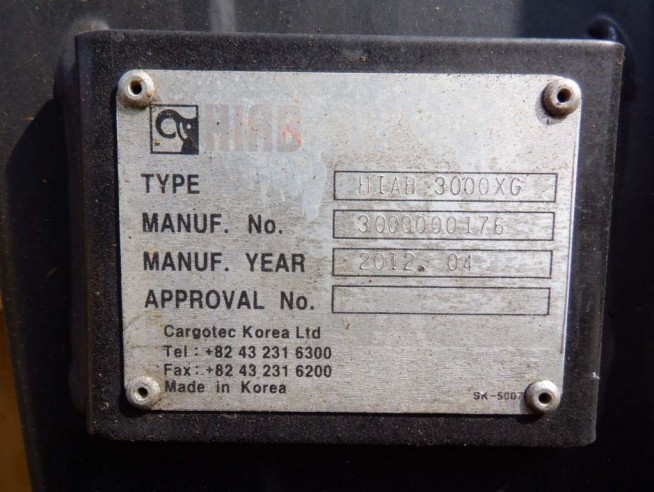 HIAB
TYPE HIAB 3000XG
MANUF. No. 3000000176
MANUF. YEAR 2012. 04
APPROVAL No.
Cargotec Korea Ltd
Tel : +82 43 231 6300
Fax : +82 43 231 6200
Made in Korea